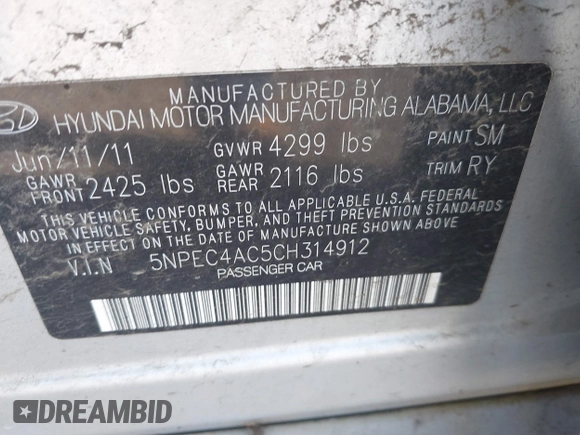 MANUFACTURED BY
HYUNDAI MOTOR MANUFACTURING ALABAMA, LLC
Jun/11/11 GVWR 4299 lbs PAINT SM
GAWR FRONT 2425 lbs GAWR REAR 2116 lbs TRIM RY
THIS VEHICLE CONFORMS TO ALL APPLICABLE U.S.A. FEDERAL
MOTOR VEHICLE SAFETY, BUMPER, AND THEFT PREVENTION
STANDARDS IN EFFECT ON THE DATE OF MANUFACTURE SHOWN ABOVE.
V.I.N 5NPEC4AC5CH314912
PASSENGER CAR
DREAMBID